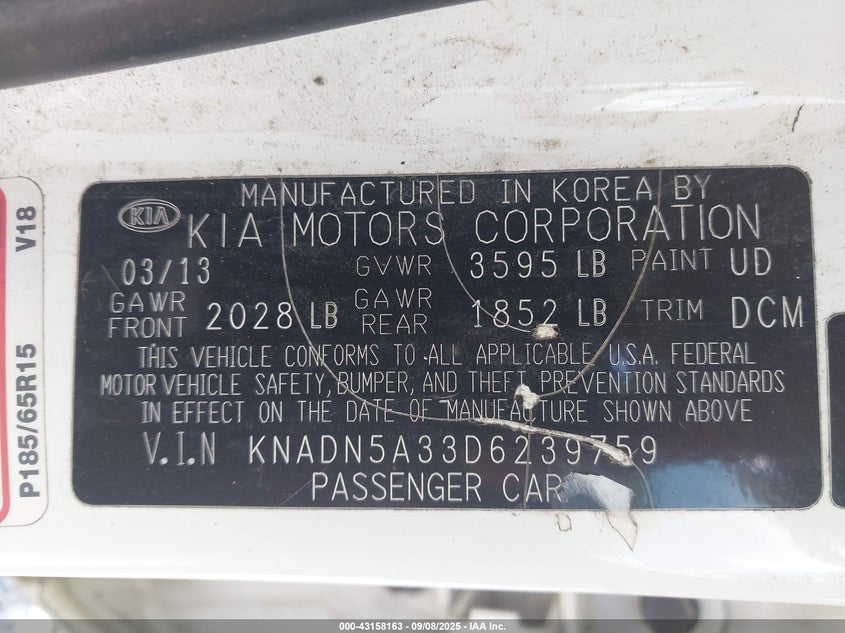 MANUFACTURED IN KOREA BY
KIA KIA MOTORS CORPORATION
03/13 GVWR 3595 LB PAINT UD
GAWR FRONT 2028 LB GAWR REAR 1852 LB TRIM DCM
THIS VEHICLE CONFORMS TO ALL APPLICABLE U.S.A. FEDERAL
MOTOR VEHICLE SAFETY, BUMPER, AND THEFT PREVENTION STANDARDS
IN EFFECT ON THE DATE OF MANUFACTURE SHOWN ABOVE
V.I.N KNADN5A33D6239759
PASSENGER CAR
P185/65R15 V18
000-43158163 - 09/08/2025 - IAA Inc.